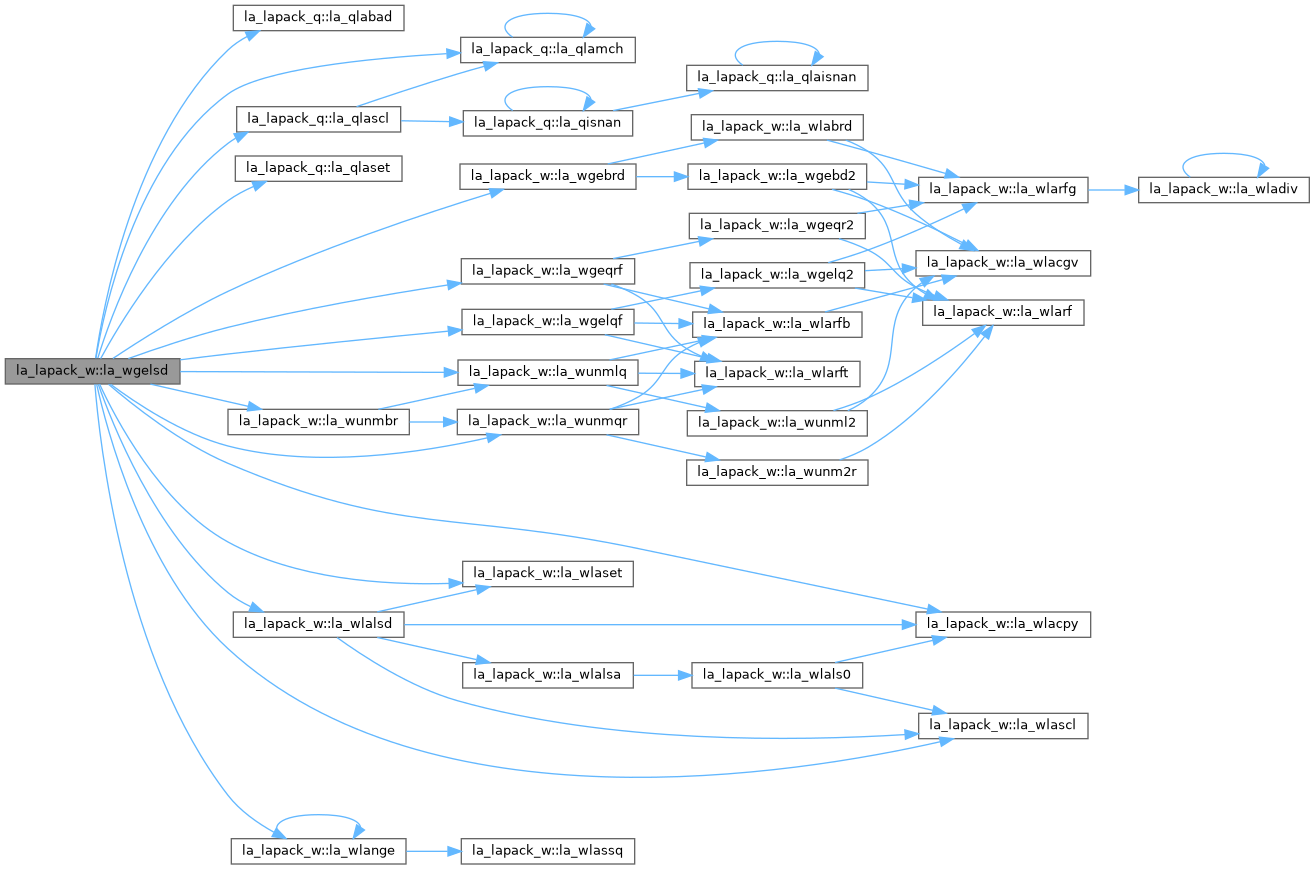 la_lapack_q::la_qlabad
la_lapack_q::la_qlamch
la_lapack_q::la_qlaisnan
la_lapack_q::la_qlascl
la_lapack_q::la_qisnan
la_lapack_w::la_wlabrd
la_lapack_q::la_qlaset
la_lapack_w::la_wgebrd
la_lapack_w::la_wgebd2
la_lapack_w::la_wlarfg
la_lapack_w::la_wladiv
la_lapack_w::la_wgeqr2
la_lapack_w::la_wlacgv
la_lapack_w::la_wgeqrf
la_lapack_w::la_wgelq2
la_lapack_w::la_wlarf
la_lapack_w::la_wgelqf
la_lapack_w::la_wlarfb
la_lapack_w::la_wgelsd
la_lapack_w::la_wunmlq
la_lapack_w::la_wlarft
la_lapack_w::la_wunmbr
la_lapack_w::la_wunmqr
la_lapack_w::la_wunml2
la_lapack_w::la_wunm2r
la_lapack_w::la_wlaset
la_lapack_w::la_wlalsd
la_lapack_w::la_wlacpy
la_lapack_w::la_wlalsa
la_lapack_w::la_wlals0
la_lapack_w::la_wlascl
la_lapack_w::la_wlange
la_lapack_w::la_wlassq